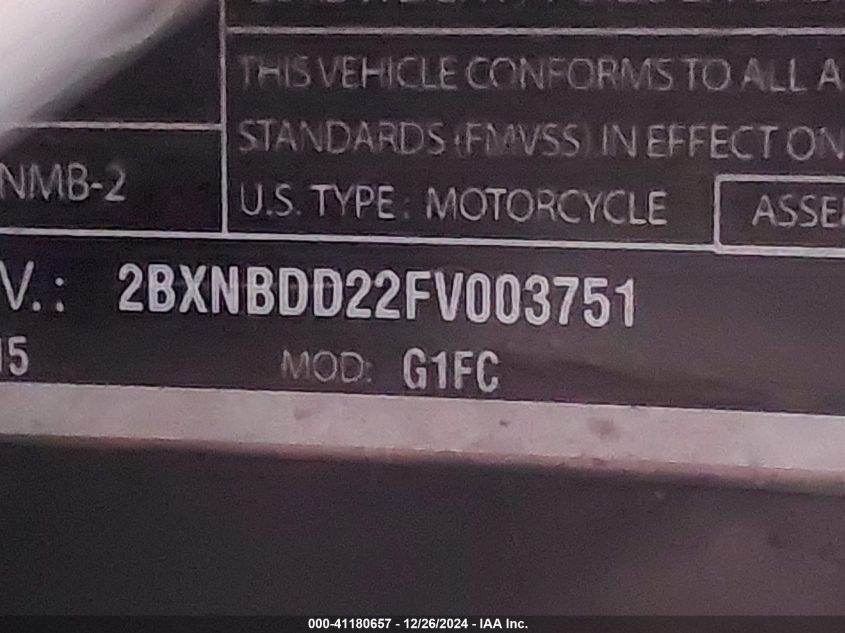 THIS VEHICLE CONFORMS TO ALL A
STANDARDS (FMVSS) IN EFFECT ON
NMB-2
U.S. TYPE: MOTORCYCLE
ASSE
V.: 2BXNBDD22FV003751
15
MOD: G1FC
000-41180657 - 12/26/2024 - IAA Inc.